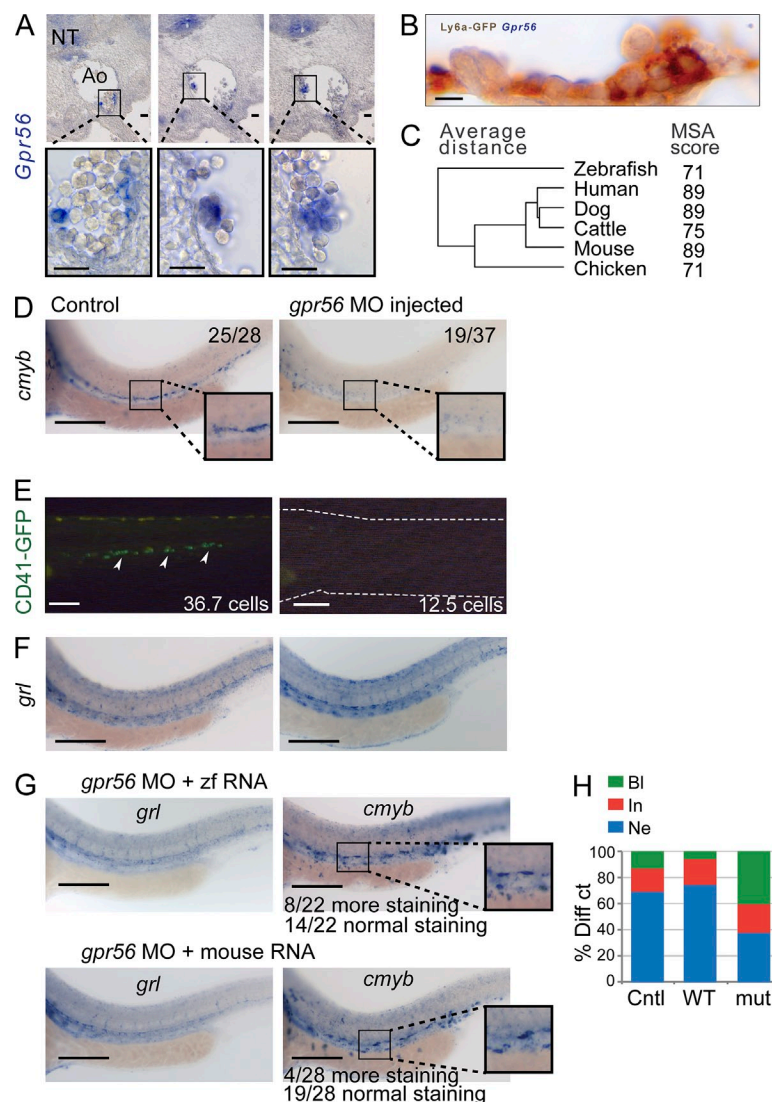 A
NT
Ao
Gpr56
B
Ly6a-GFP Gpr56
C
Average distance
MSA score
Zebrafish 71
Human 89
Dog 89
Cattle 75
Mouse 89
Chicken 71
D
Control
gpr56 MO injected
cmyb
25/28
19/37
E
CD41-GFP
36.7 cells
12.5 cells
F
grl
G
gpr56 MO + zf RNA
grl
cmyb
8/22 more staining
14/22 normal staining
gpr56 MO + mouse RNA
grl
cmyb
4/28 more staining
19/28 normal staining
H
Bl
In
Ne
% Diff ct
100
80
60
40
20
0
Cntl WT mut